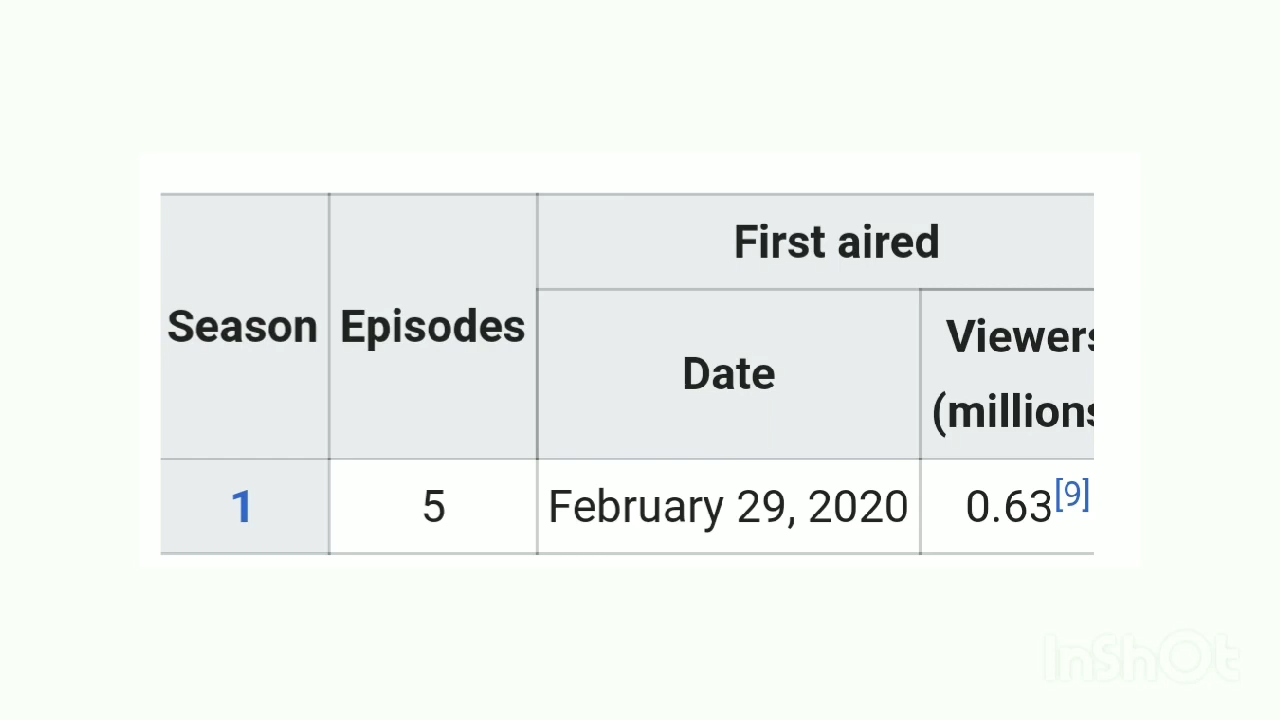 First aired
Season
Episodes
Date
Viewers
(millions
1
5
February 29, 2020
0.63[9]
InShOt